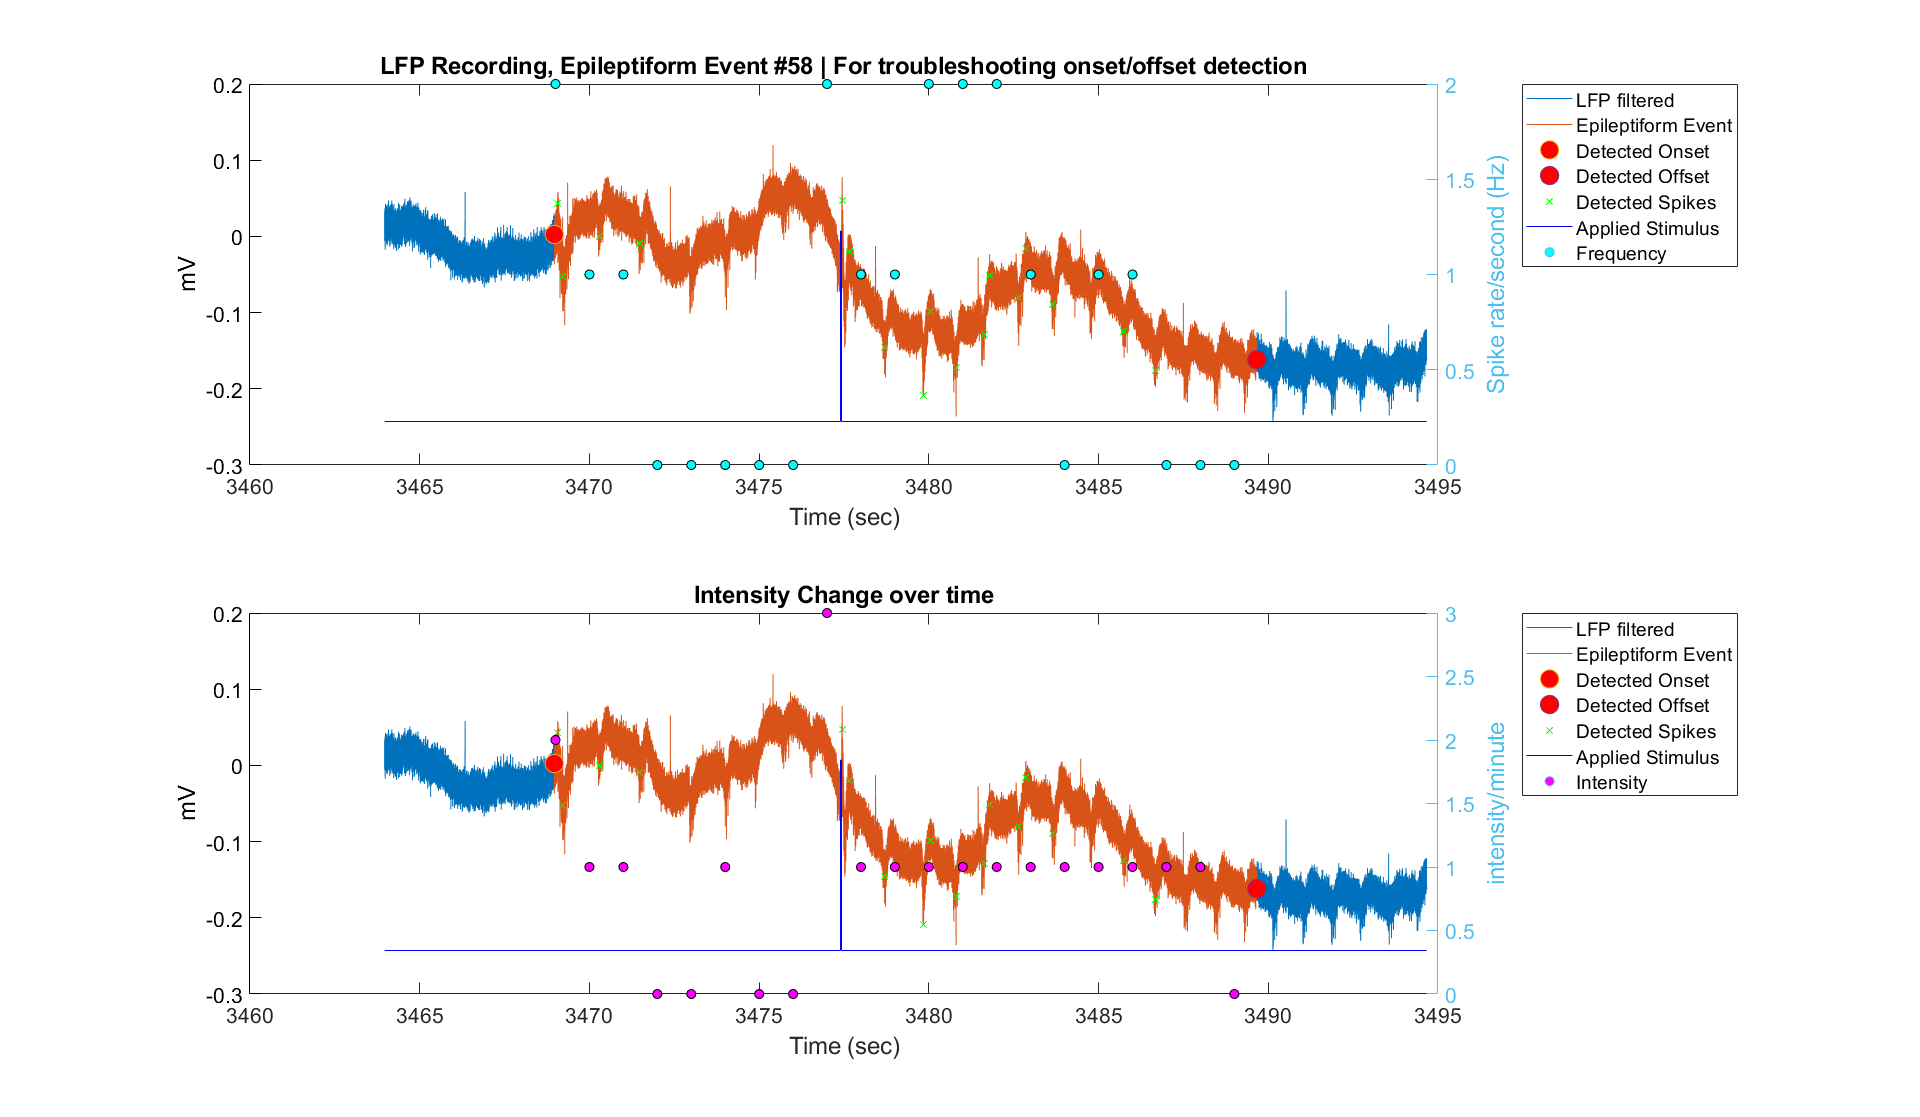 LFP Recording, Epileptiform Event #58 | For troubleshooting onset/offset detection
0.2
0.1
0
-0.1
-0.2
-0.3
mV
3460 3465 3470 3475 3480 3485 3490 3495
Time (sec)
2
1.5
1
0.5
0
Spike rate/second (Hz)
LFP filtered
Epileptiform Event
Detected Onset
Detected Offset
Detected Spikes
Applied Stimulus
Frequency
Intensity Change over time
0.2
0.1
0
-0.1
-0.2
-0.3
mV
3460 3465 3470 3475 3480 3485 3490 3495
Time (sec)
3
2.5
2
1.5
1
0.5
0
intensity/minute
LFP filtered
Epileptiform Event
Detected Onset
Detected Offset
Detected Spikes
Applied Stimulus
Intensity